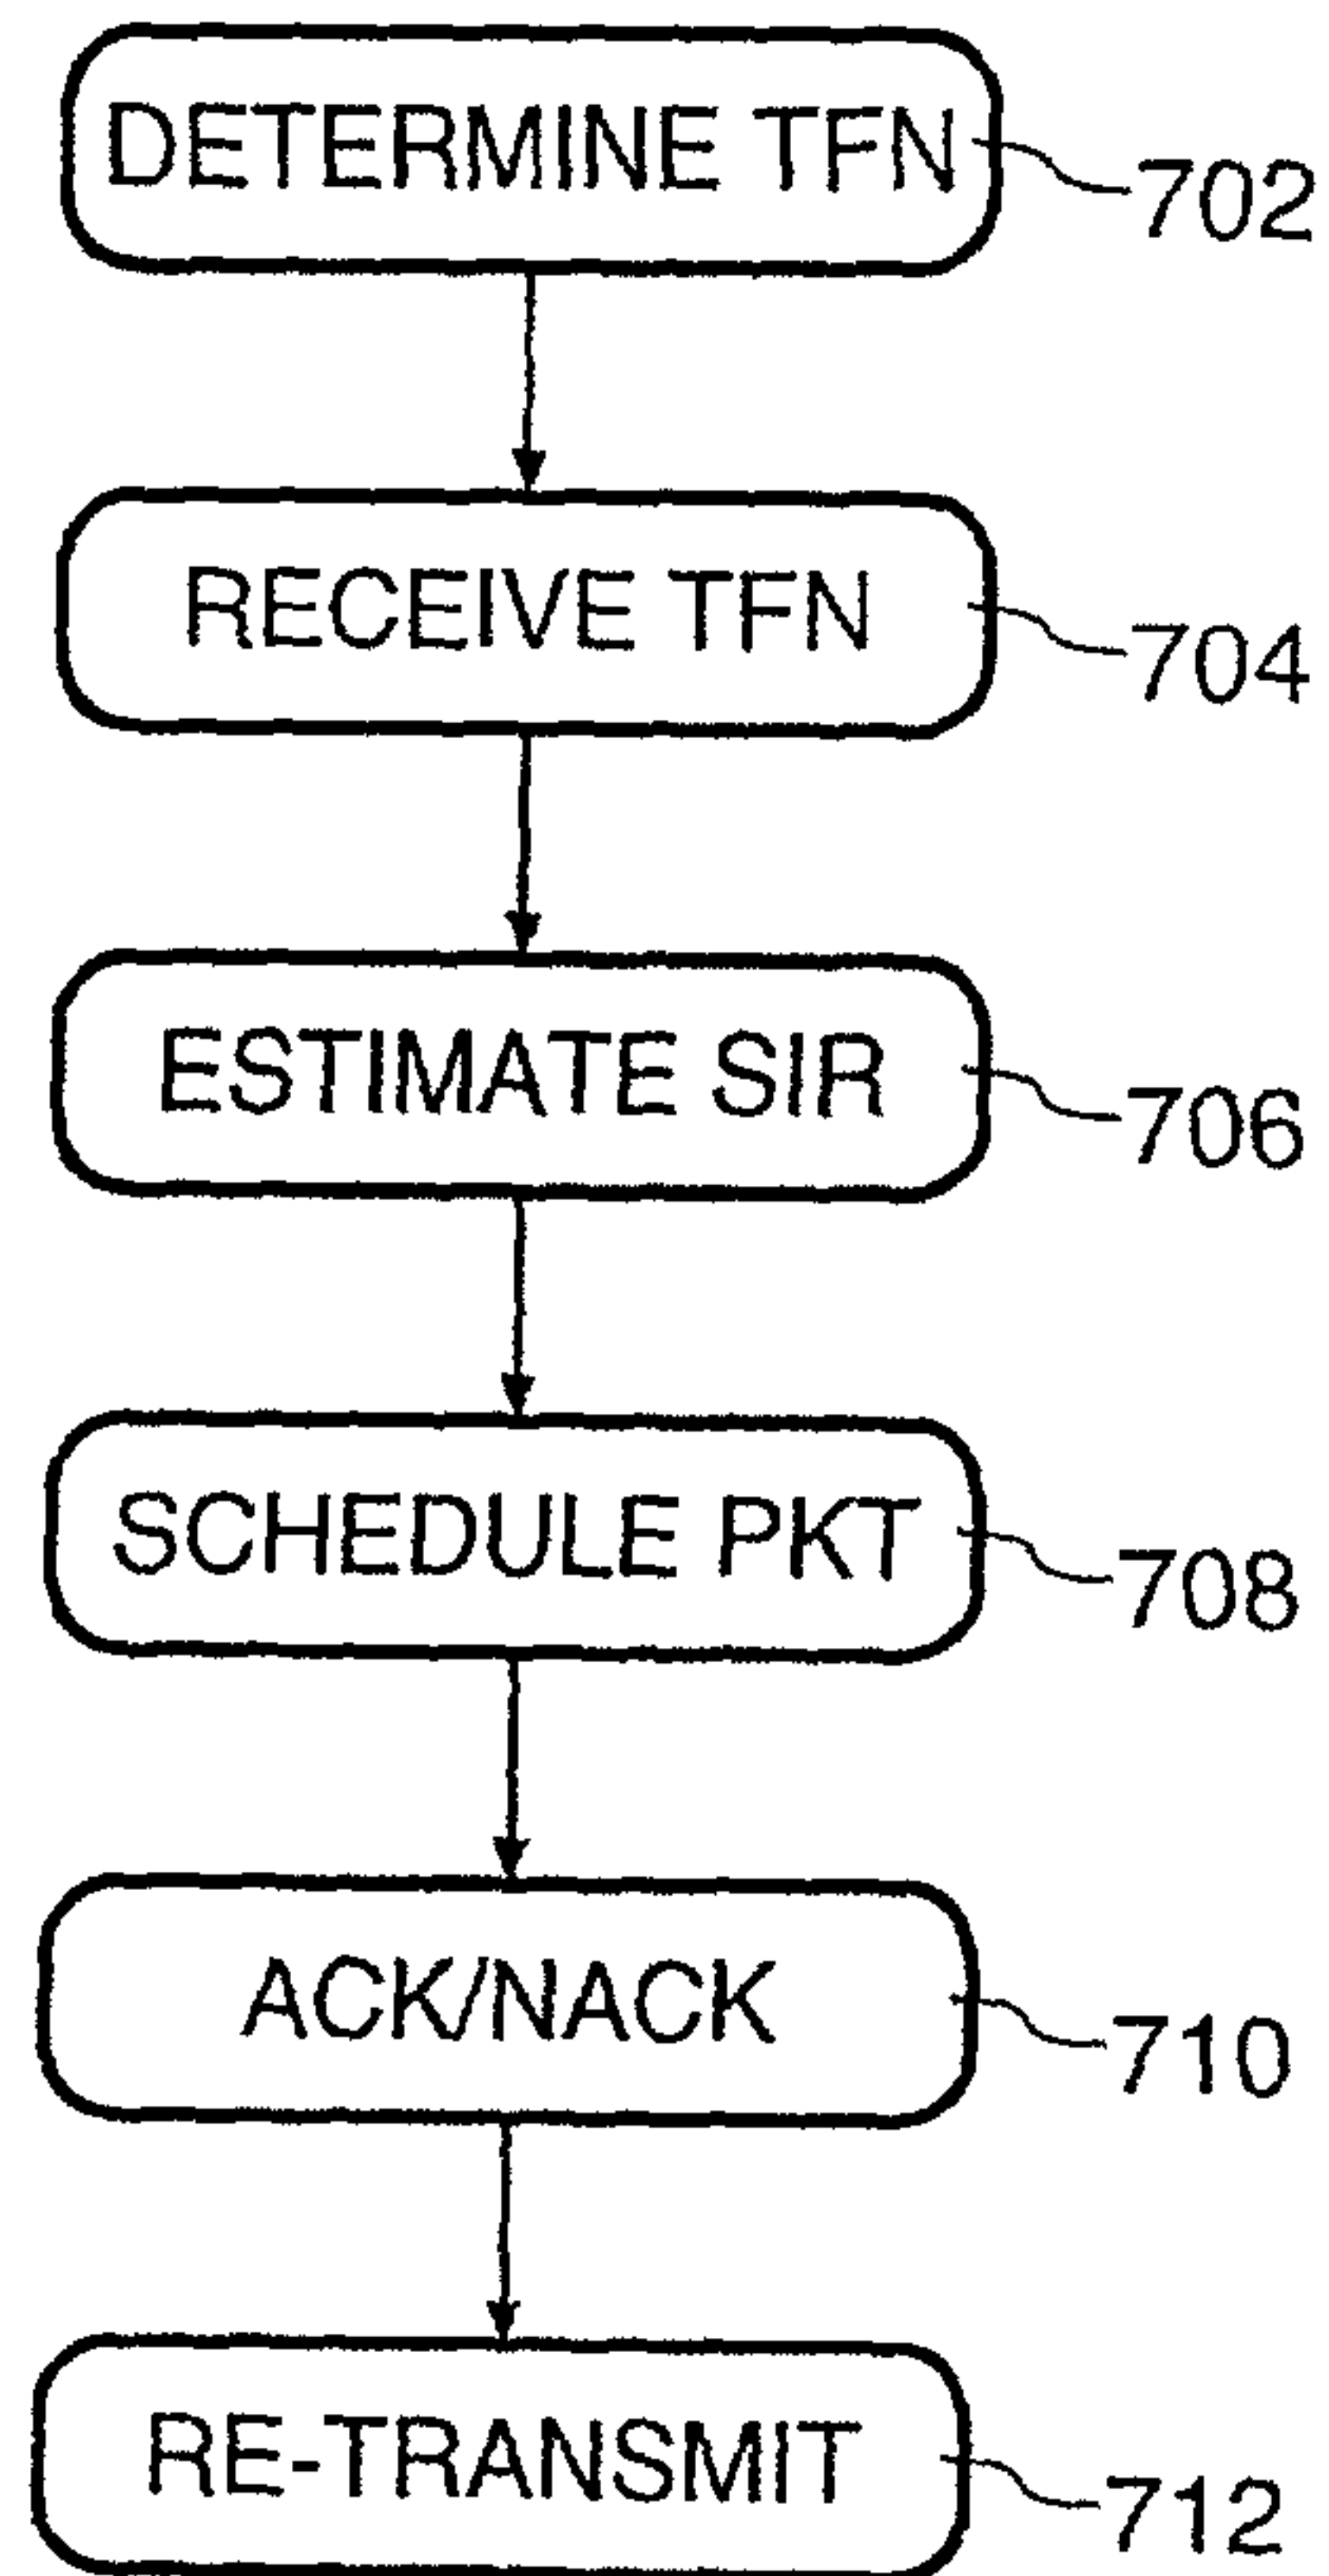 DETERMINE TFN
702
RECEIVE TFN
704
ESTIMATE SIR
706
SCHEDULE PKT
708
ACK/NACK
710
RE-TRANSMIT
712